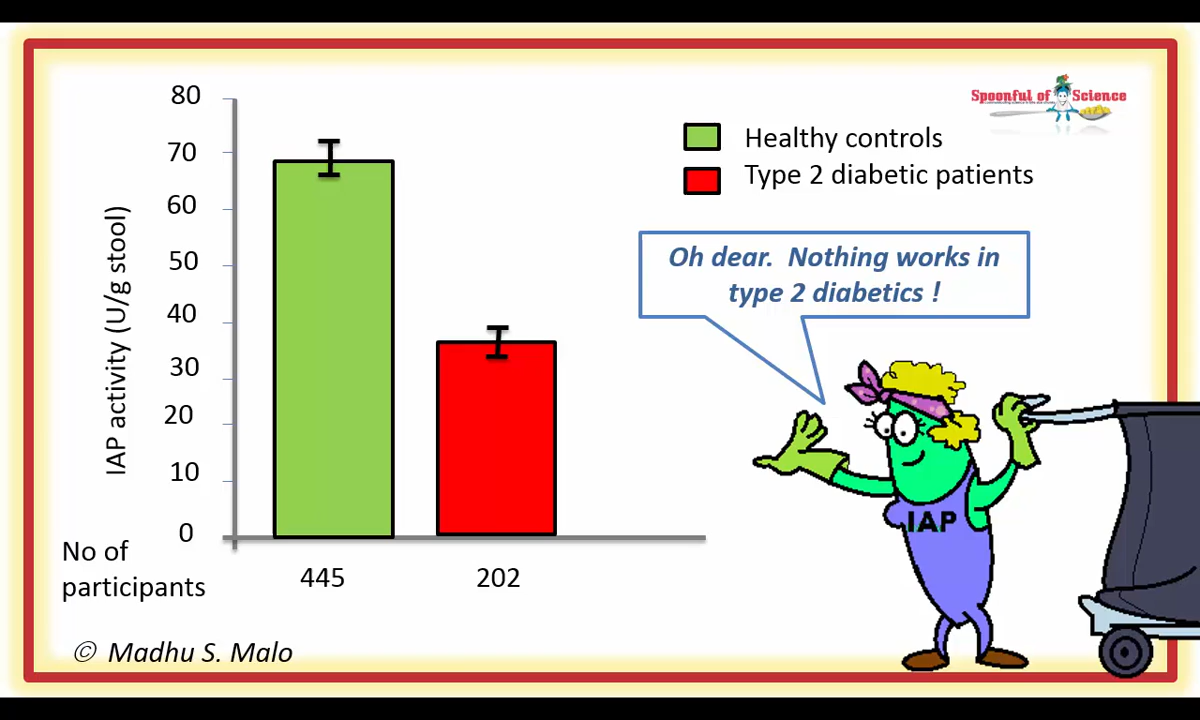 80
70
60
50
40
30
20
10
0
IAP activity (U/g stool)
No of
participants
445
202
Spoonful of Science
Healthy controls
Type 2 diabetic patients
Oh dear. Nothing works in
type 2 diabetics !
IAP
© Madhu S. Malo